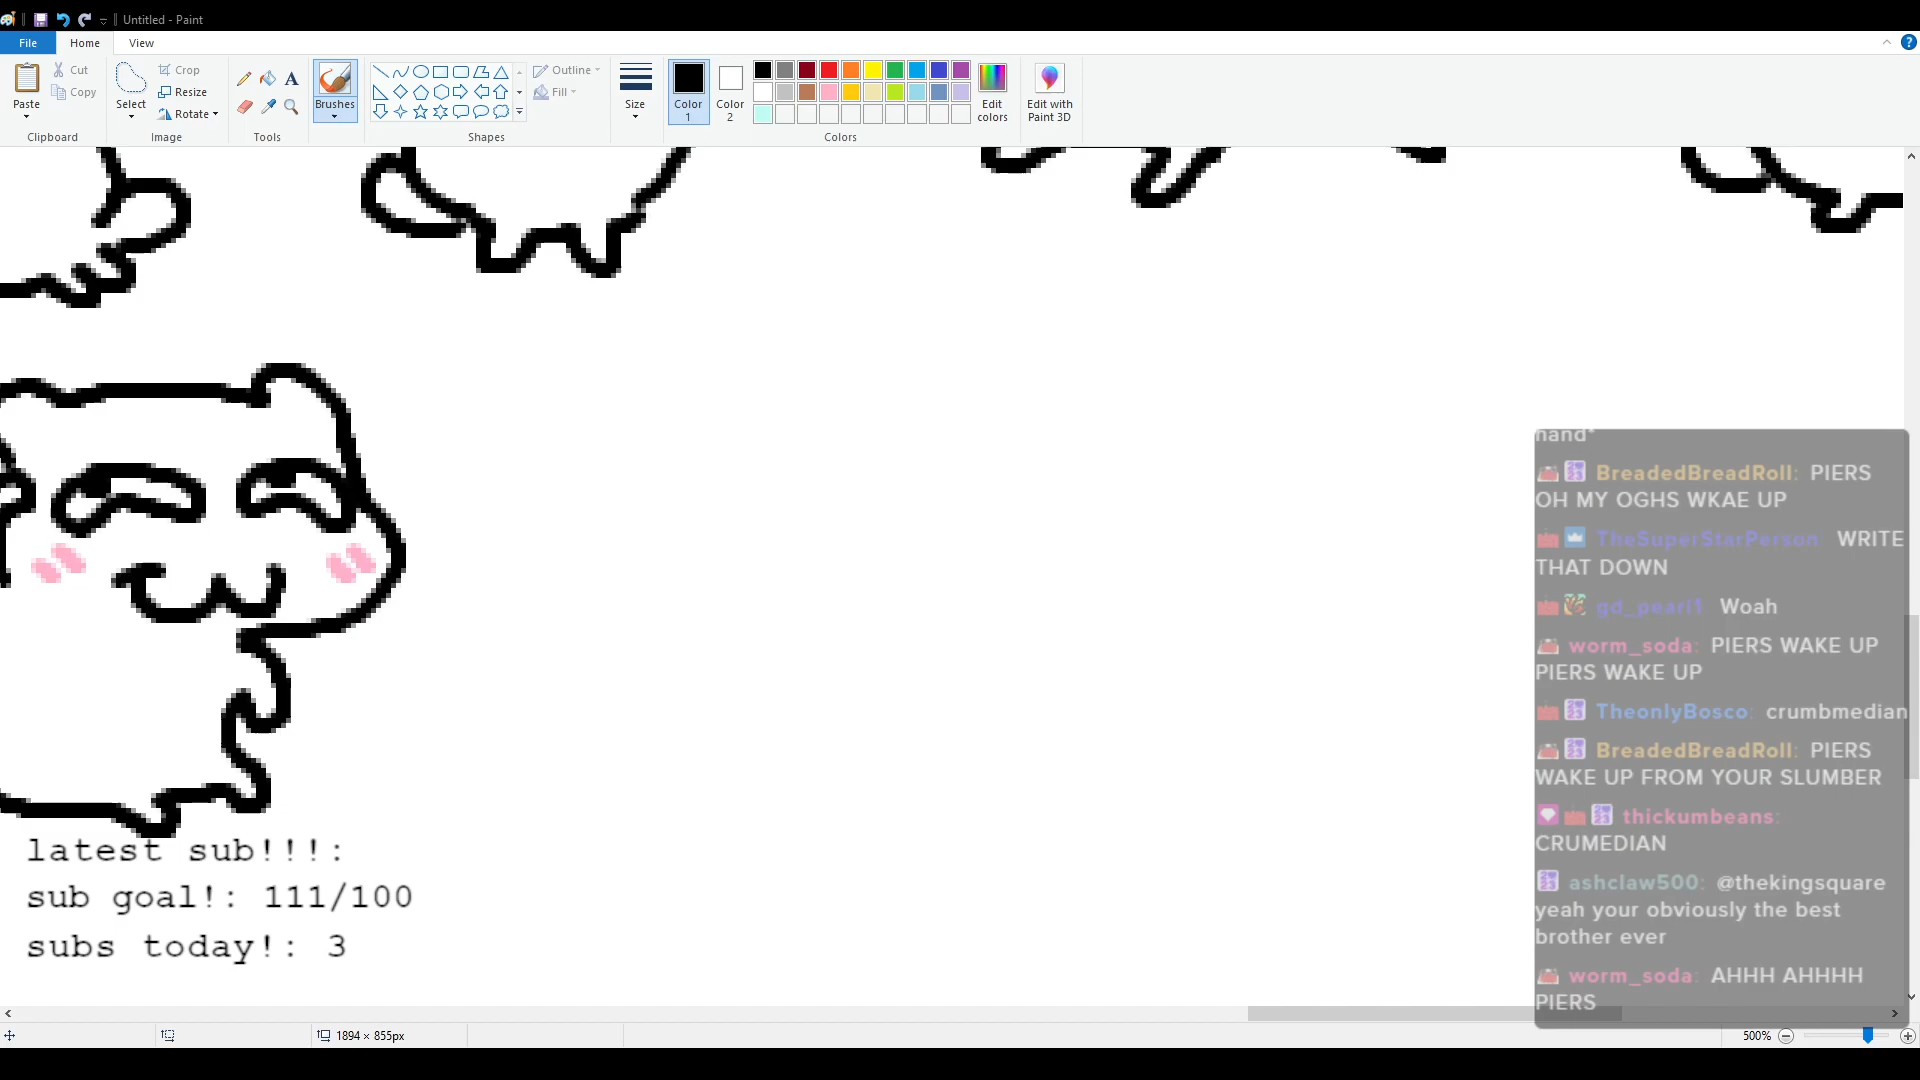 Untitled - Paint
File Home View
Paste
Cut
Copy
Clipboard
Select
Crop
Resize
Rotate
Image
Tools
Brushes
Shapes
Outline
Fill
Size
Color 1
Color 2
Colors
Edit colors
Edit with Paint 3D
hand*
BreadedBreadRoll: PIERS
OH MY OGHS WKAE UP
TheSuperStarPerson: WRITE
THAT DOWN
gd_pearl1: Woah
worm_soda: PIERS WAKE UP
PIERS WAKE UP
TheonlyBosco: crumbmedian
BreadedBreadRoll: PIERS
WAKE UP FROM YOUR SLUMBER
thickumbeans:
CRUMEDIAN
ashclaw500: @thekingsquare
yeah your obviously the best
brother ever
worm_soda: AHHH AHHHH
PIERS
latest sub!!!:
sub goal!: 111/100
subs today!: 3
1894 × 855px
500%